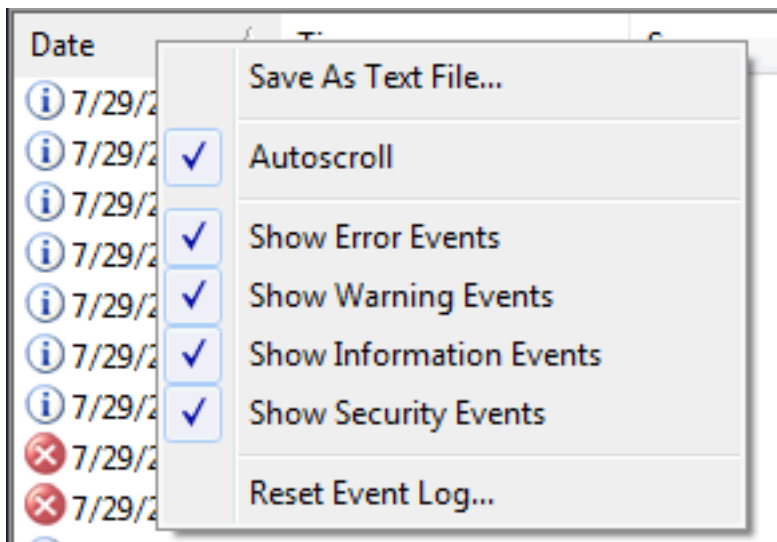 Date
Save As Text File...
7/29/2
7/29/2
Autoscroll
7/29/2
Show Error Events
7/29/2
Show Warning Events
7/29/2
Show Information Events
7/29/2
Show Security Events
7/29/2
7/29/2
Reset Event Log...
7/29/2